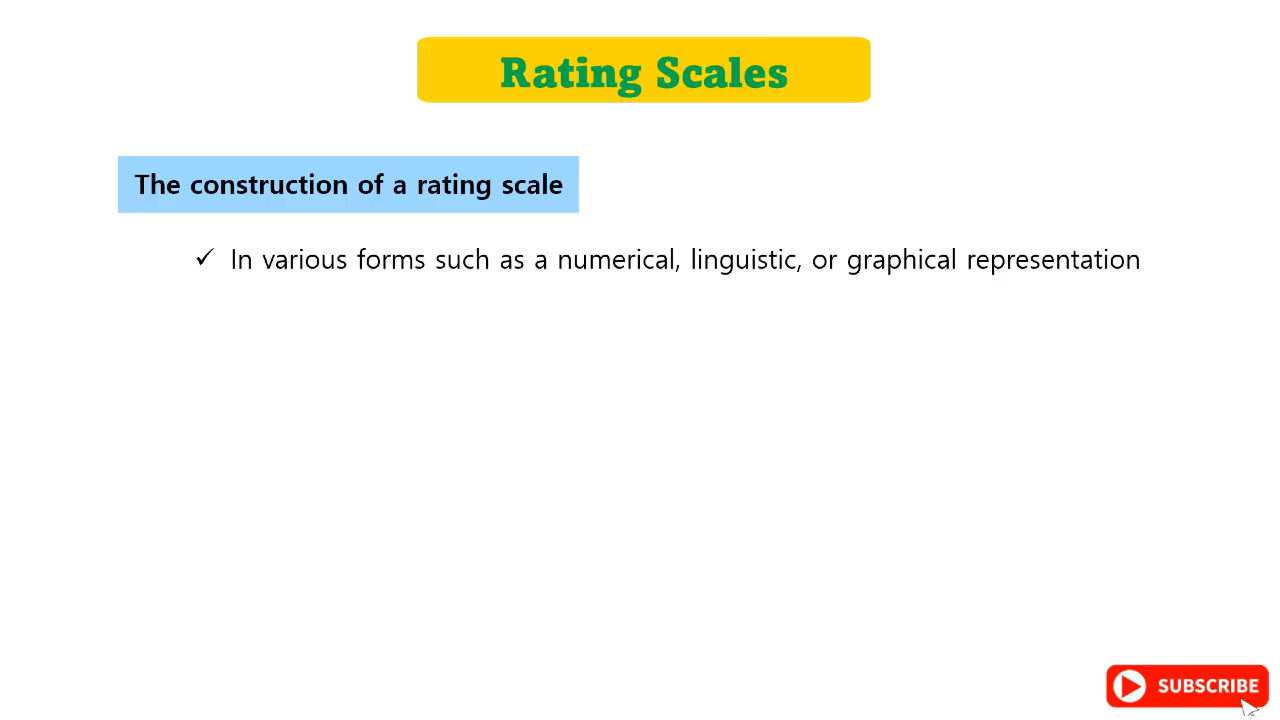 Rating Scales
The construction of a rating scale
✓ In various forms such as a numerical, linguistic, or graphical representation
SUBSCRIBE